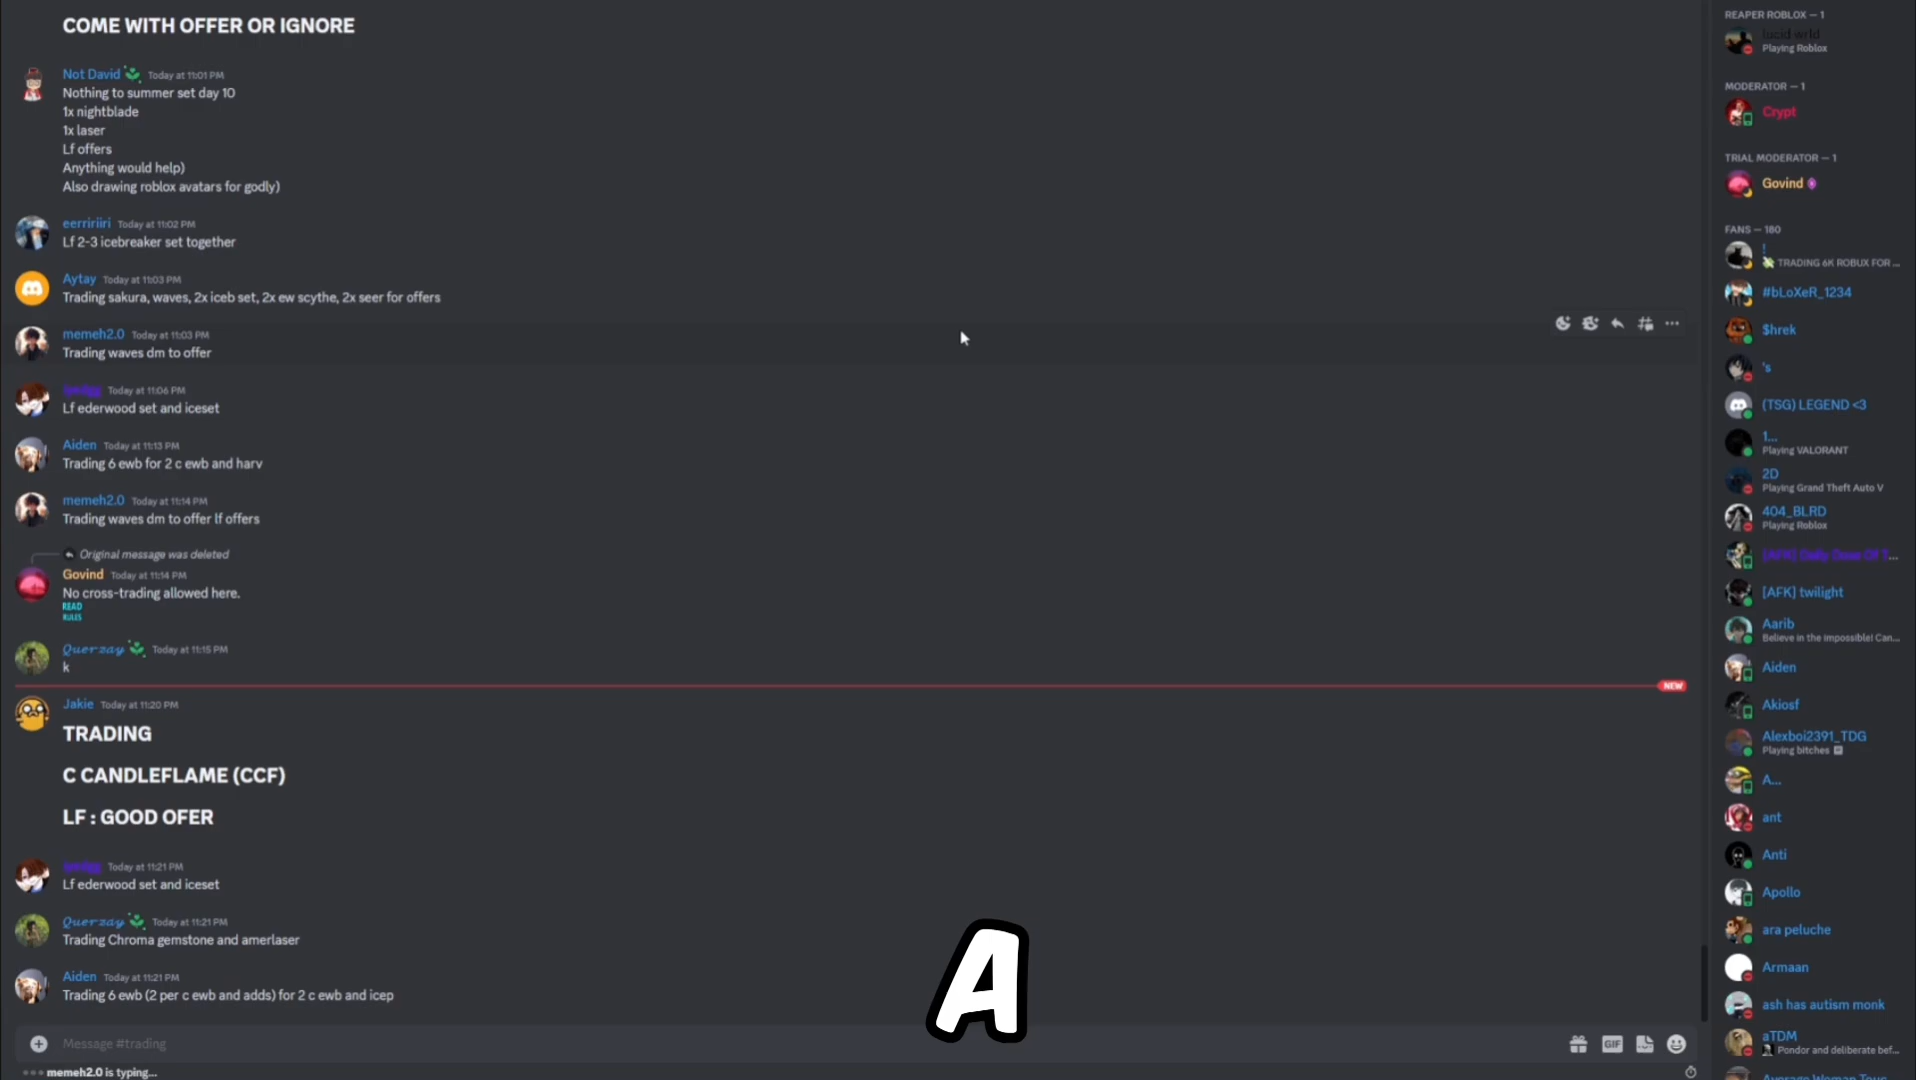 COME WITH OFFER OR IGNORE
Not David Today at 11:01 PM
Nothing to summer set day 10
1x nightblade
1x laser
Lf offers
Anything would help)
Also drawing roblox avatars for godly)
eerririiri Today at 11:02 PM
Lf 2-3 icebreaker set together
Aytay Today at 11:03 PM
Trading sakura, waves, 2x iceb set, 2x ew scythe, 2x seer for offers
memeh2.0 Today at 11:03 PM
Trading waves dm to offer
Today at 11:06 PM
Lf ederwood set and iceset
Aiden Today at 11:13 PM
Trading 6 ewb for 2 c ewb and harv
memeh2.0 Today at 11:14 PM
Trading waves dm to offer lf offers
Original message was deleted
Govind Today at 11:14 PM
No cross-trading allowed here.
READ
RULES
Querzay Today at 11:15 PM
k
NEW
Jakie Today at 11:20 PM
TRADING
C CANDLEFLAME (CCF)
LF : GOOD OFER
Today at 11:21 PM
Lf ederwood set and iceset
Querzay Today at 11:21 PM
Trading Chroma gemstone and amerlaser
Aiden Today at 11:21 PM
Trading 6 ewb (2 per c ewb and adds) for 2 c ewb and icep
A
Message #trading
GIF
memeh2.0 is typing...
REAPER ROBLOX — 1
lucid wrld
Playing Roblox
MODERATOR — 1
Crypt
TRIAL MODERATOR — 1
Govind
FANS — 180
!
TRADING 6K ROBUX FOR ...
#bLoXeR_1234
$hrek
's
(TSG) LEGEND <3
1...
Playing VALORANT
2D
Playing Grand Theft Auto V
404_BLRD
Playing Roblox
[AFK] Daily Dose Of T...
[AFK] twilight
Aarib
Believe in the impossible! Can...
Aiden
Akiosf
Alexboi2391_TDG
Playing bitches
A...
ant
Anti
Apollo
ara peluche
Armaan
ash has autism monk
aTDM
Pondor and deliberate bef...